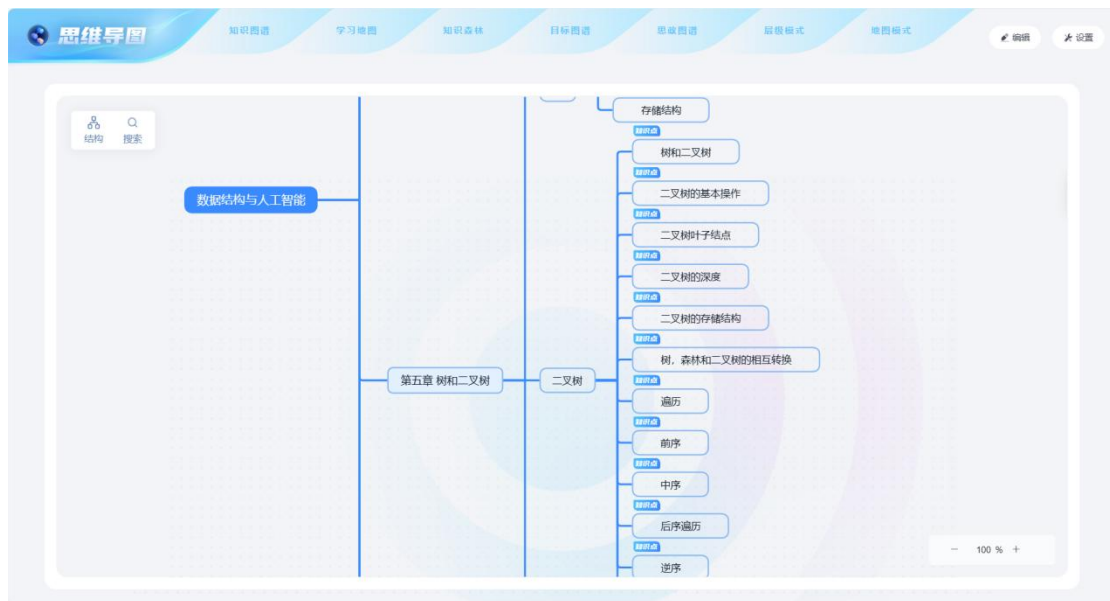 思维导图
知识图谱 学习地图 知识森林 目标图谱 思政图谱 层级模式 地图模式
编辑 设置
结构 搜索
存储结构
知识点
树和二叉树
知识点
数据结构与人工智能
二叉树的基本操作
知识点
二叉树叶子结点
知识点
二叉树的深度
知识点
二叉树的存储结构
知识点
树，森林和二叉树的相互转换
知识点
第五章 树和二叉树
二叉树
遍历
知识点
前序
知识点
中序
知识点
后序遍历
知识点
逆序
− 100 % +